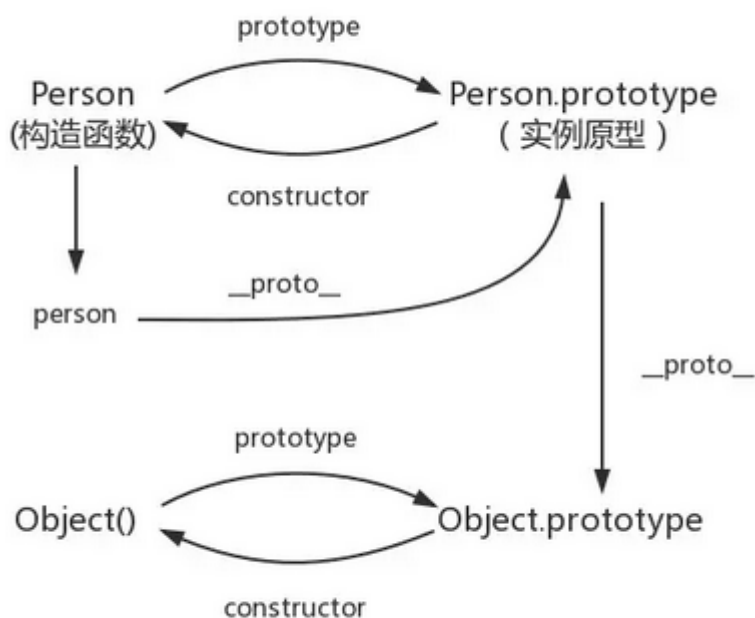 prototype
Person
(构造函数)
Person.prototype
（实例原型）
constructor
__proto__
person
__proto__
prototype
Object()
Object.prototype
constructor